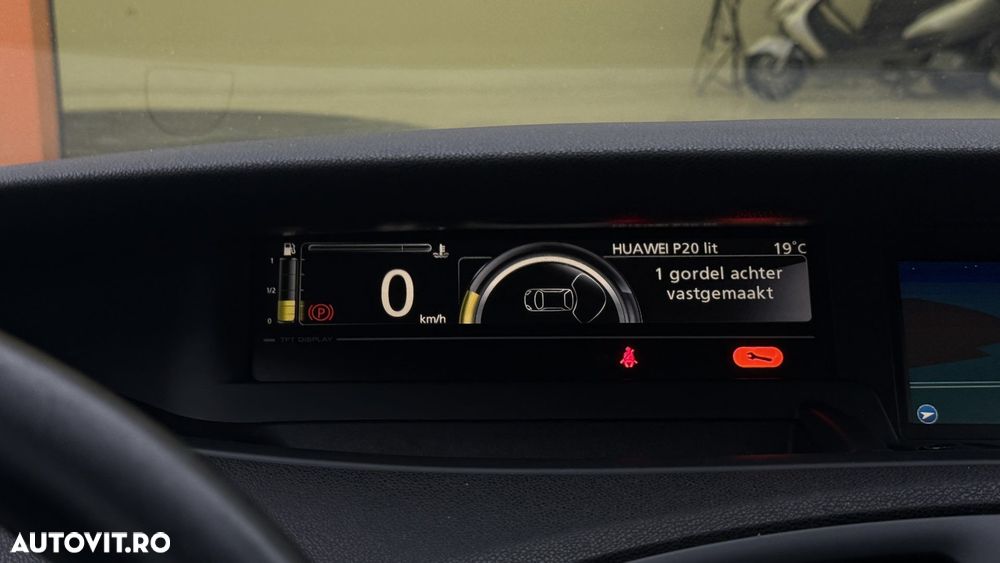 HUAWEI P20 lit
19°C
1
1/2
0
P
0
km/h
1 gordel achter
vastgemaakt
TFT DISPLAY
AUTOVIT.RO